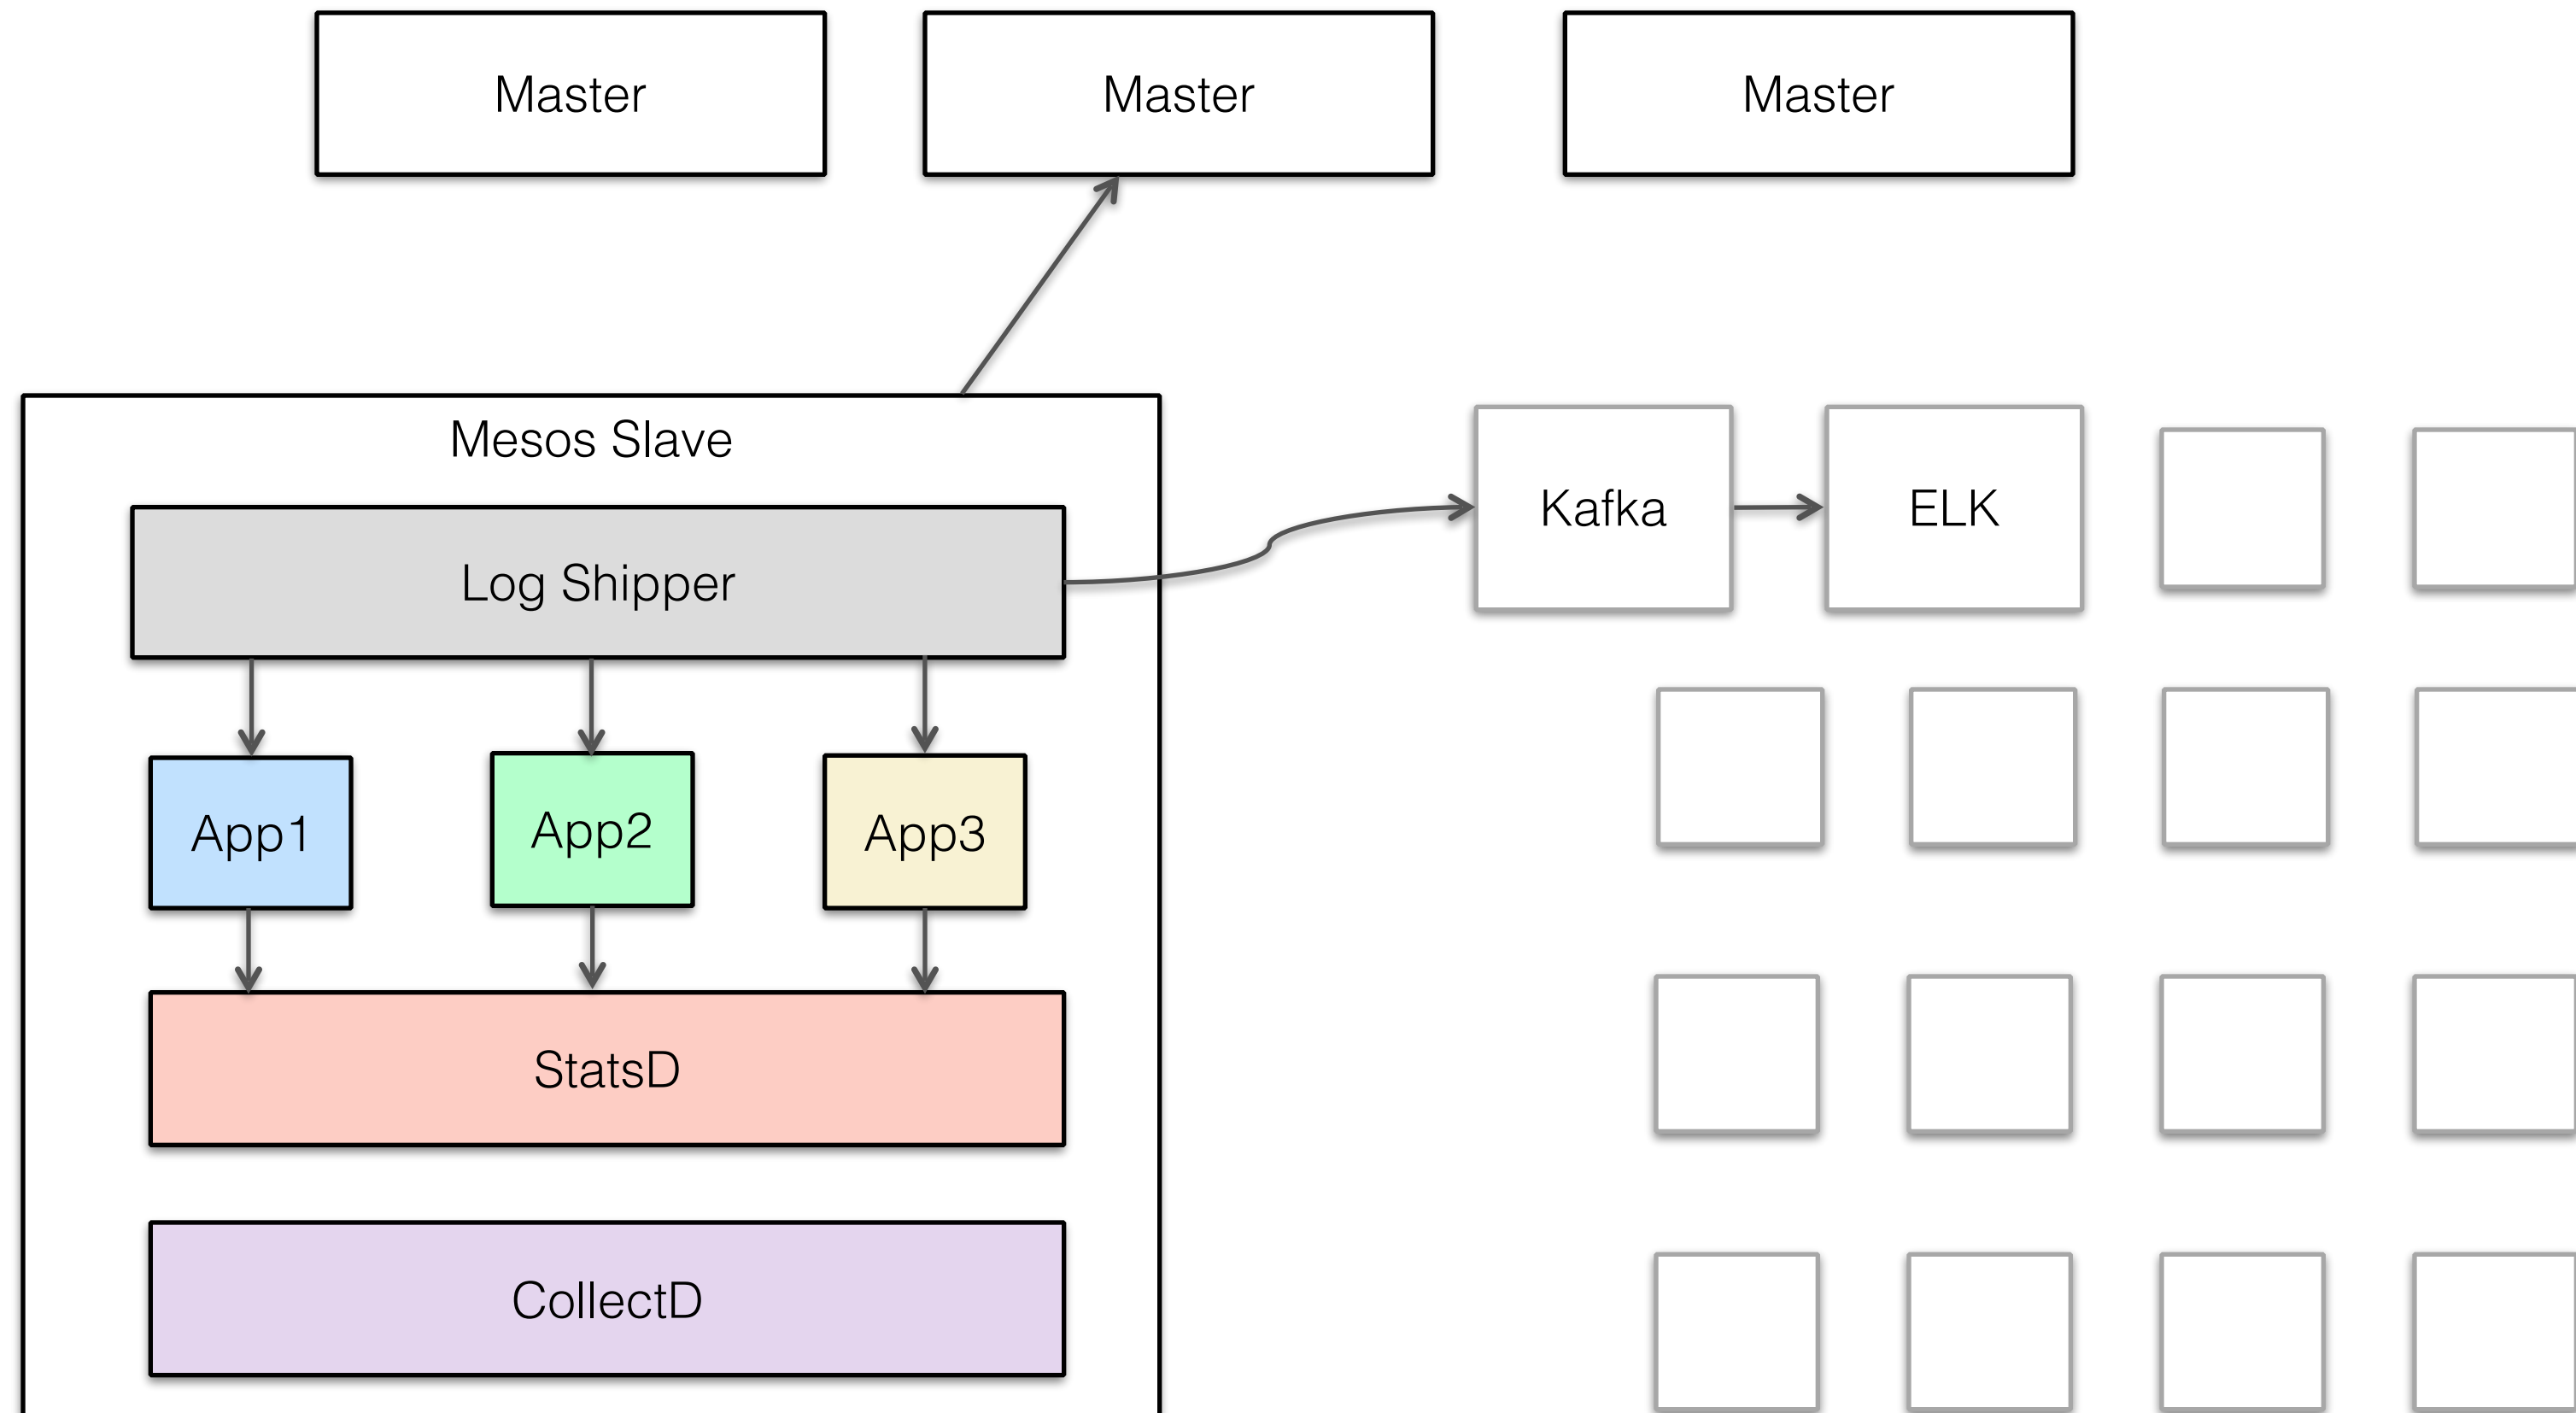 Master
Master
Master
Mesos Slave
Log Shipper
Kafka
ELK
App1
App2
App3
StatsD
CollectD